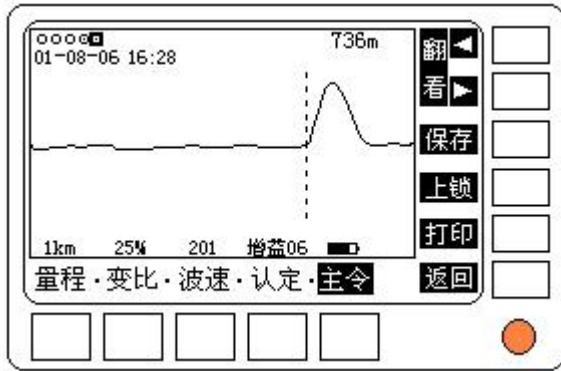 736m
01-08-06 16:28
翻
看
保存
上锁
打印
1km 25% 201 增益06
量程·变比·波速·认定·主令
返回